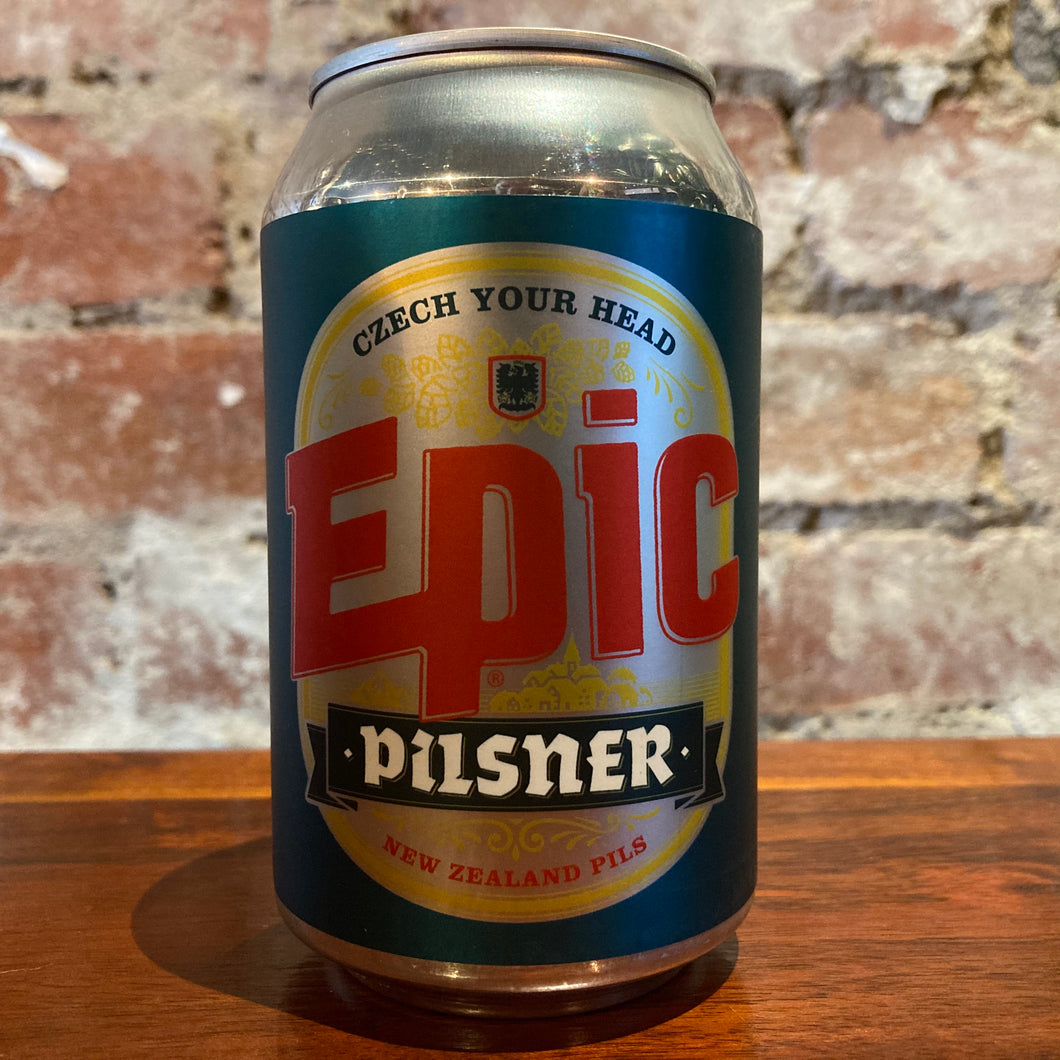 CZECH YOUR HEAD
Epic
®
PILSNER
NEW ZEALAND PILS